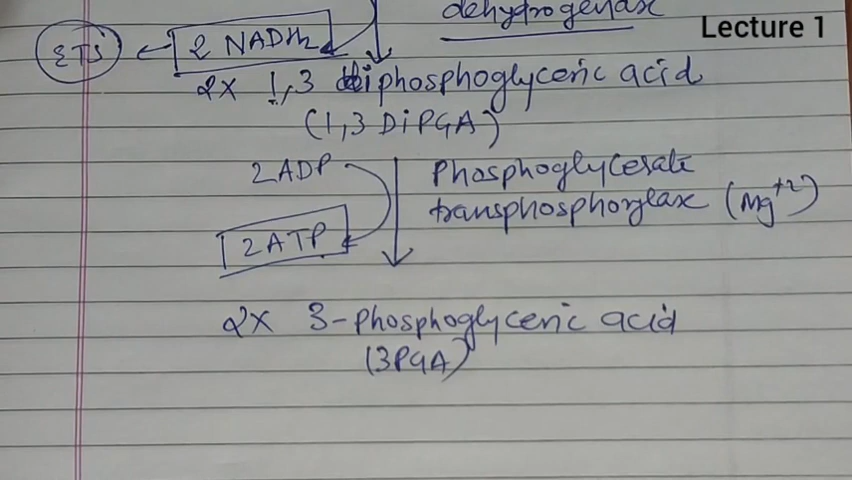 dehydrogenase
Lecture 1
ETS ← 2 NADH2
2x 1,3 diphosphoglyceric acid
(1,3 DiPGA)
2ADP Phosphoglycerate
transphosphorylase (Mg+2)
2ATP
2x 3-phosphoglyceric acid
(3PGA)